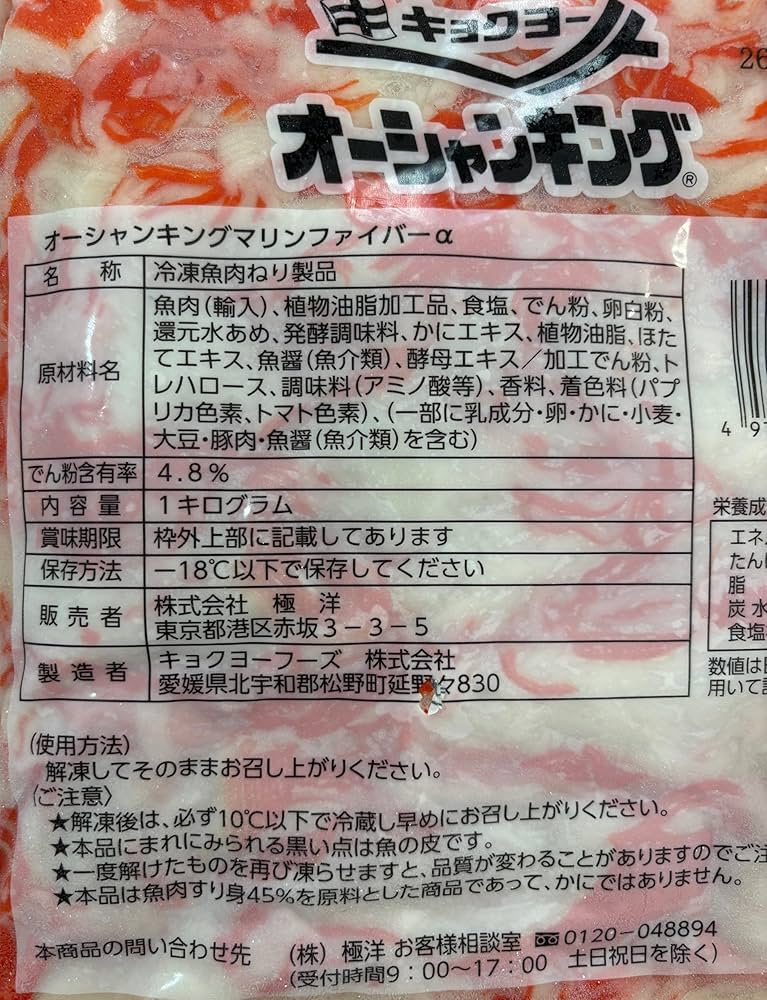 キョクヨー
26
オーシャンキング®
オーシャンキングマリンファイバーα
名称 冷凍魚肉ねり製品
原材料名 魚肉(輸入)、植物油脂加工品、食塩、でん粉、卵白粉、
還元水あめ、発酵調味料、かにエキス、植物油脂、ほた
てエキス、魚醤(魚介類)、酵母エキス/加工でん粉、ト
レハロース、調味料(アミノ酸等)、香料、着色料(パプ
リカ色素、トマト色素)、(一部に乳成分・卵・かに・小麦・
大豆・豚肉・魚醤(魚介類)を含む)
でん粉含有率 4.8%
内容量 1キログラム
賞味期限 枠外上部に記載してあります
保存方法 -18℃以下で保存してください
販売者 株式会社 極洋
東京都港区赤坂3-3-5
製造者 キョクヨーフーズ 株式会社
愛媛県北宇和郡松野町延野々830
4 97
栄養成
エネ
たん
脂
炭水
食塩
数値は
用いて
(使用方法)
解凍してそのままお召し上がりください。
(ご注意)
★解凍後は、必ず10℃以下で冷蔵し早めにお召し上がりください。
★本品にまれにみられる黒い点は魚の皮です。
★一度解けたものを再び凍らせますと、品質が変わることがありますのでご注
★本品は魚肉すり身45%を原料とした商品であって、かにではありません。
本商品の問い合わせ先 (株)極洋 お客様相談室 0120-048894
(受付時間9:00~17:00 土日祝日を除く)